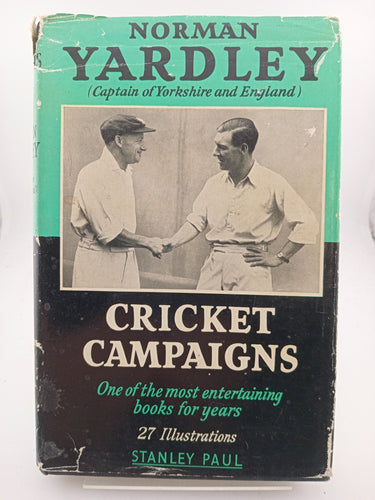 NORMAN
YARDLEY
(Captain of Yorkshire and England)
CRICKET
CAMPAIGNS
One of the most entertaining
books for years
27 Illustrations
STANLEY PAUL